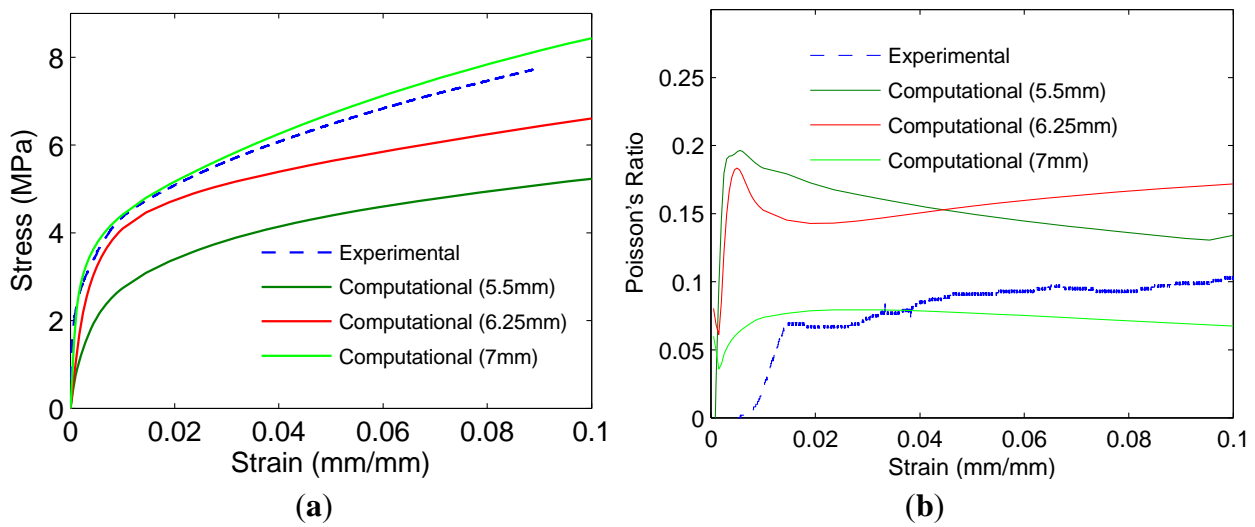 8
6
4
2
0
Stress (MPa)
Experimental
Computational (5.5mm)
Computational (6.25mm)
Computational (7mm)
0 0.02 0.04 0.06 0.08 0.1
Strain (mm/mm)
(a)
0.25
0.2
0.15
0.1
0.05
0
Poisson's Ratio
Experimental
Computational (5.5mm)
Computational (6.25mm)
Computational (7mm)
0 0.02 0.04 0.06 0.08 0.1
Strain (mm/mm)
(b)